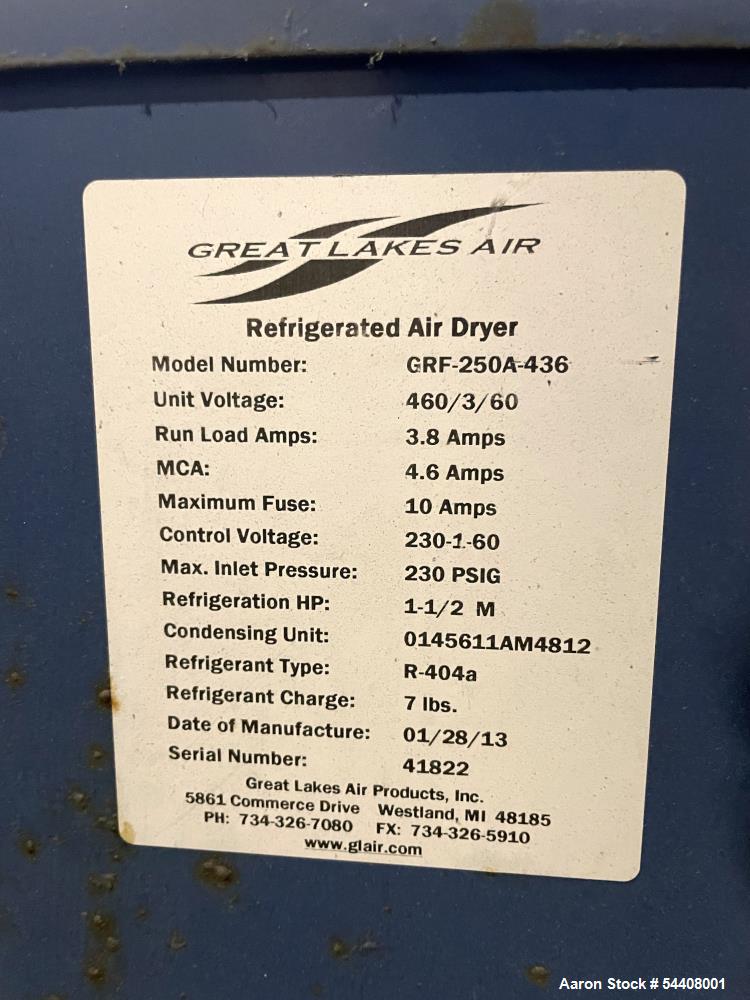 GREAT LAKES AIR
Refrigerated Air Dryer
Model Number: GRF-250A-436
Unit Voltage: 460/3/60
Run Load Amps: 3.8 Amps
MCA: 4.6 Amps
Maximum Fuse: 10 Amps
Control Voltage: 230-1-60
Max. Inlet Pressure: 230 PSIG
Refrigeration HP: 1-1/2 M
Condensing Unit: 0145611AM4812
Refrigerant Type: R-404a
Refrigerant Charge: 7 lbs.
Date of Manufacture: 01/28/13
Serial Number: 41822
Great Lakes Air Products, Inc.
5861 Commerce Drive Westland, MI 48185
PH: 734-326-7080 FX: 734-326-5910
www.glair.com
Aaron Stock # 54408001